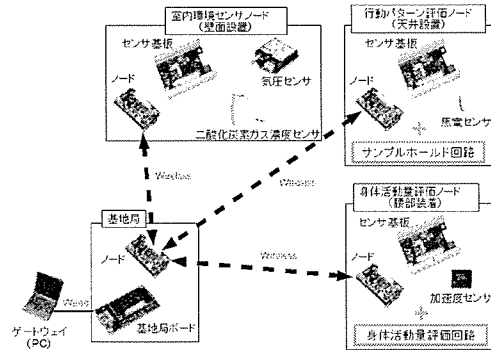 室内環境センサノード
(壁面設置)
センサ基板
ノード
気圧センサ
二酸化炭素ガス濃度センサ
行動パターン評価ノード
(天井設置)
センサ基板
ノード
焦電センサ
サンプルホールド回路
Wireless
Wireless
Wireless
基地局
ノード
基地局ボード
Wired
ゲートウェイ
(PC)
身体活動量評価ノード
(腰部装着)
センサ基板
ノード
加速度センサ
身体活動量評価回路